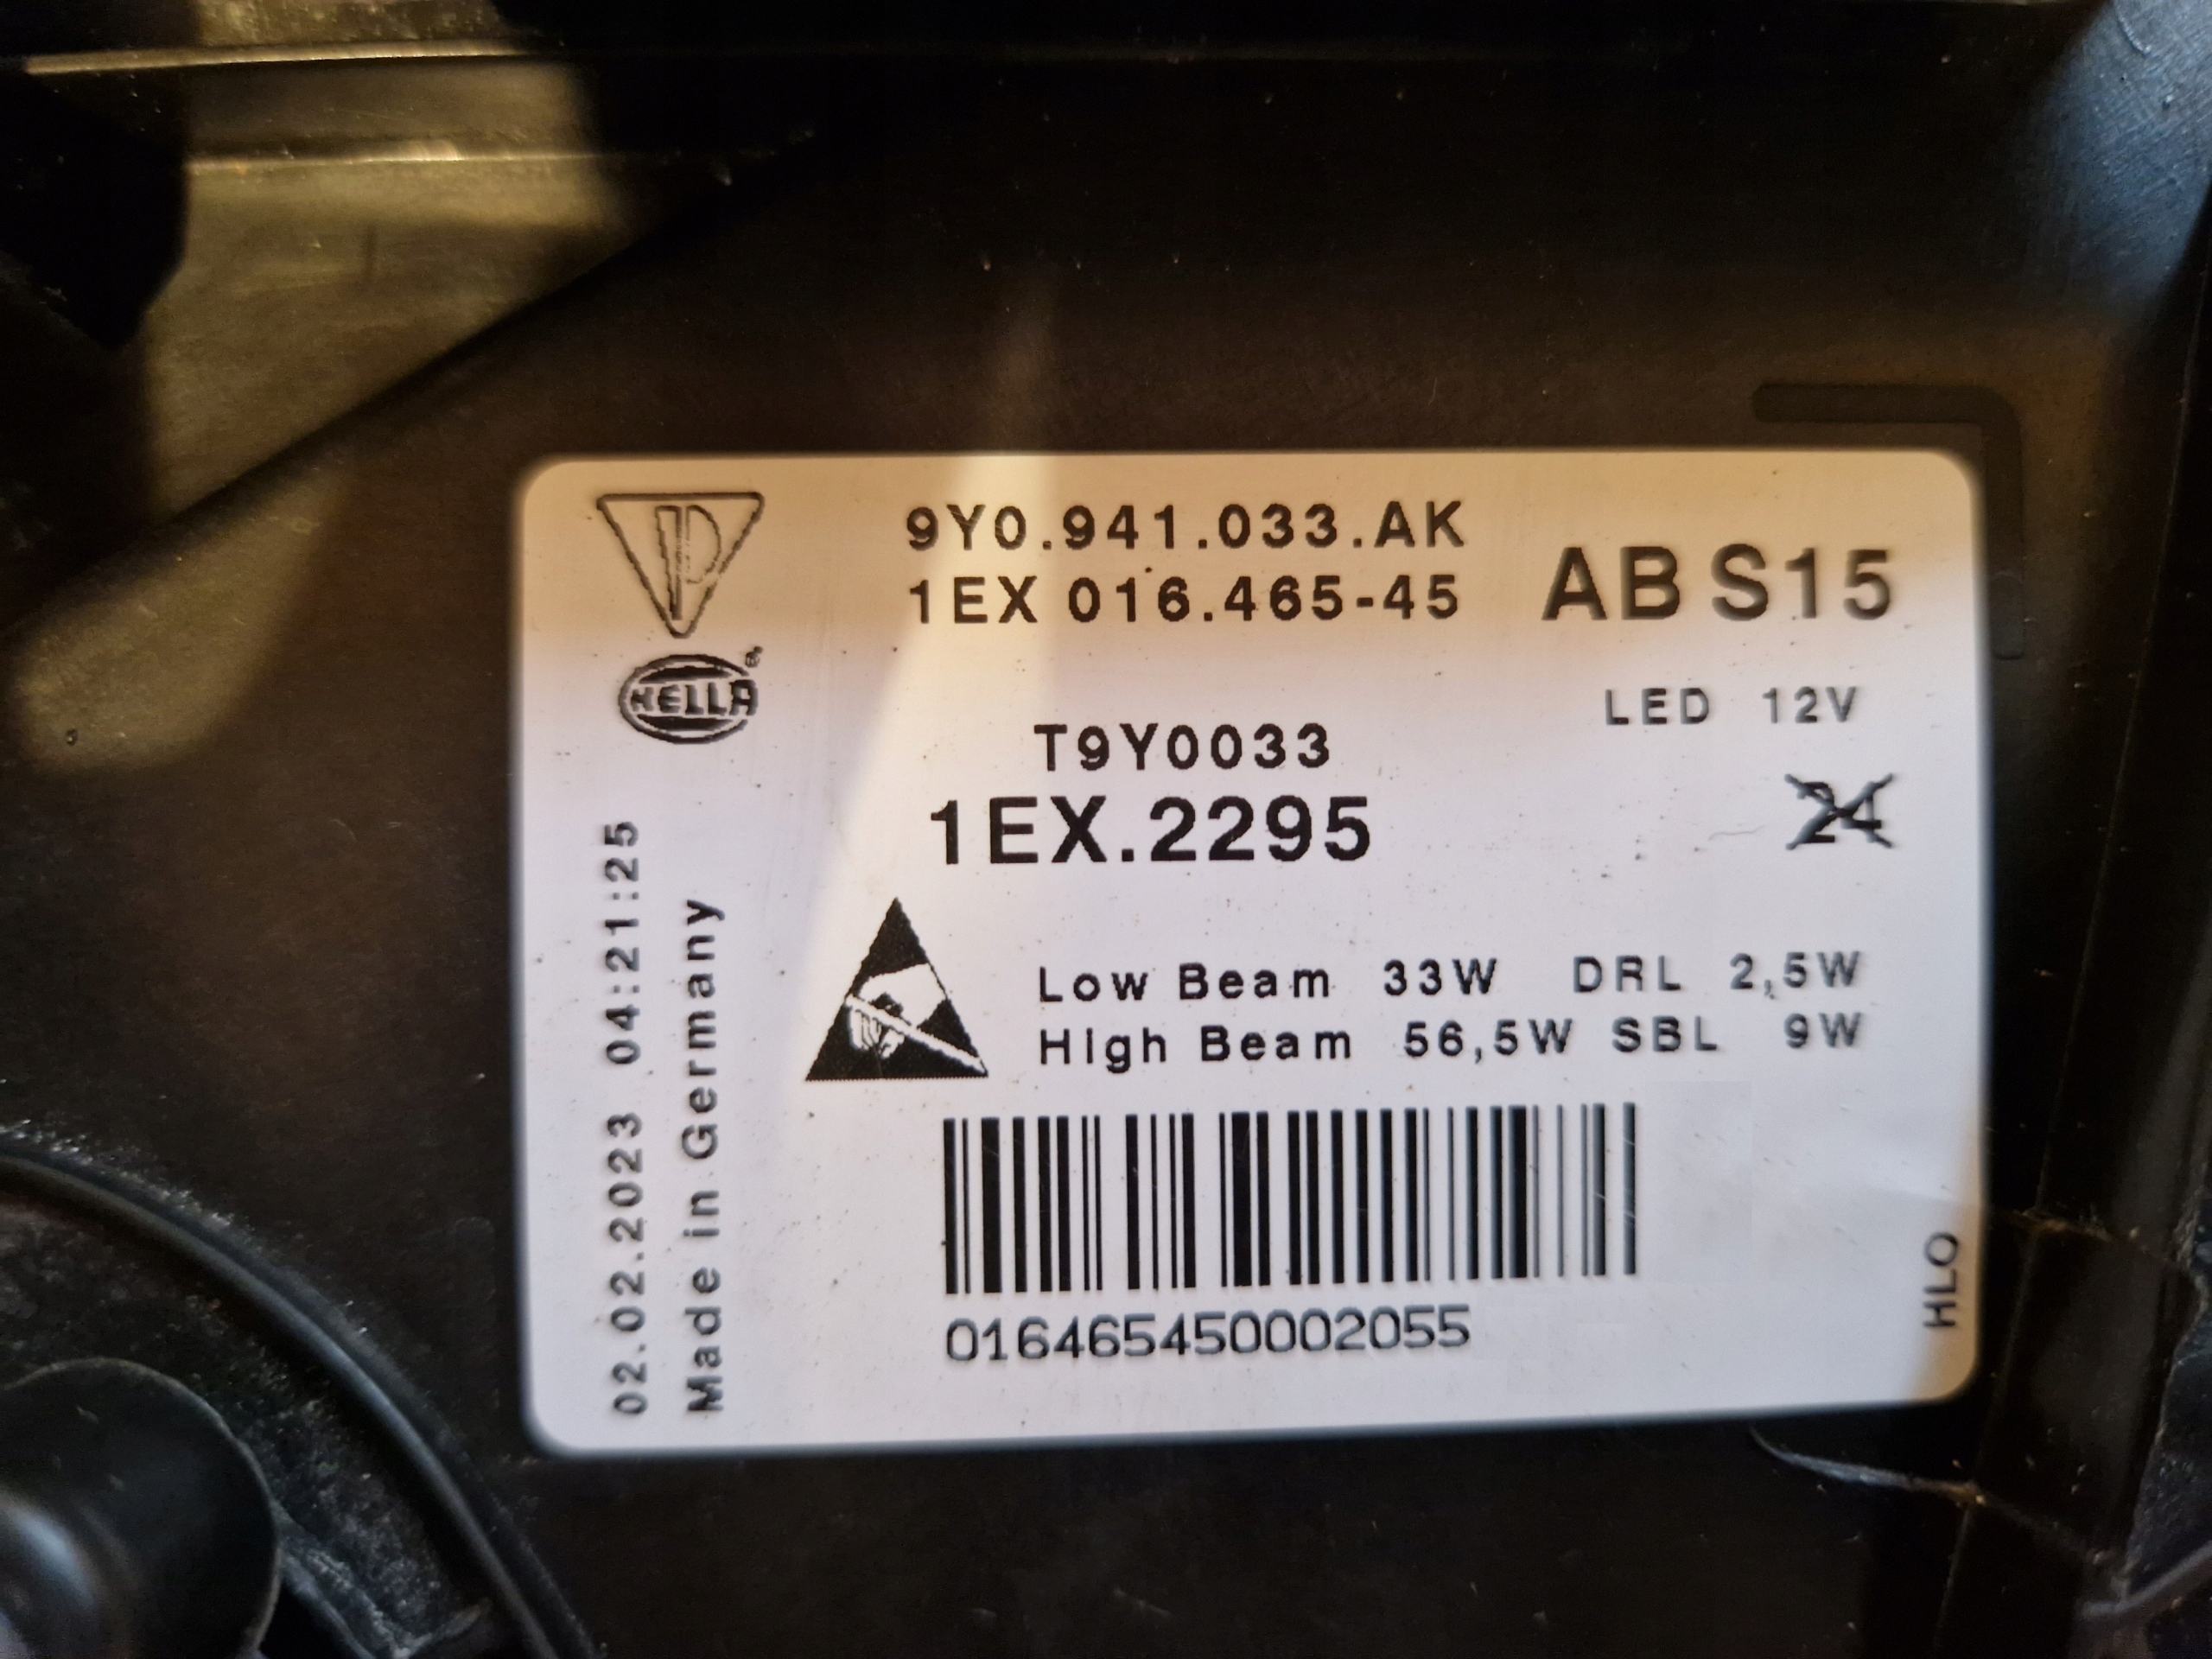 9Y0.941.033.AK
1EX 016.465-45
AB S15
HELLA
LED 12V
T9Y0033
24
1EX.2295
Low Beam 33W DRL 2,5W
High Beam 56,5W SBL 9W
016465450002055
02.02.2023 04:21:25
Made in Germany
HLO